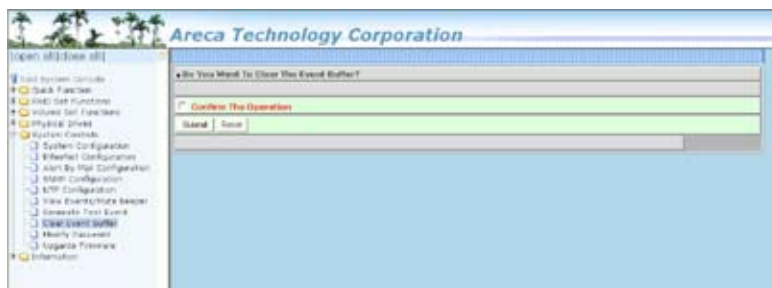 Areca Technology Corporation
|open all|close all|
Raid System Console
Quick Function
RAID Set Functions
Volume Set Functions
Physical Drives
System Controls
System Configuration
EtherNet Configuration
Alert By Mail Configuration
SNMP Configuration
NTP Configuration
View Events/Mute Beeper
Generate Test Event
Clear Event Buffer
Modify Password
Upgrade Firmware
Information
Do You Want To Clear The Event Buffer?
Confirm The Operation
Submit Reset